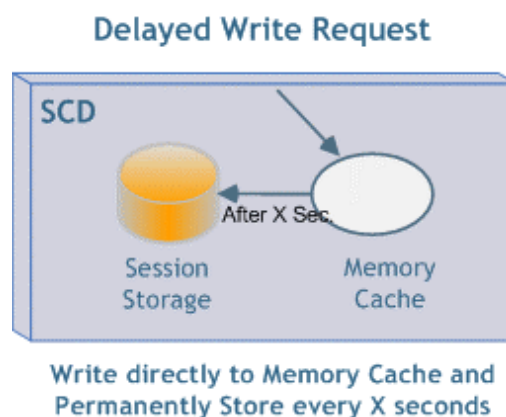 Delayed Write Request
SCD
After X Sec.
Session
Storage
Memory
Cache
Write directly to Memory Cache and
Permanently Store every X seconds